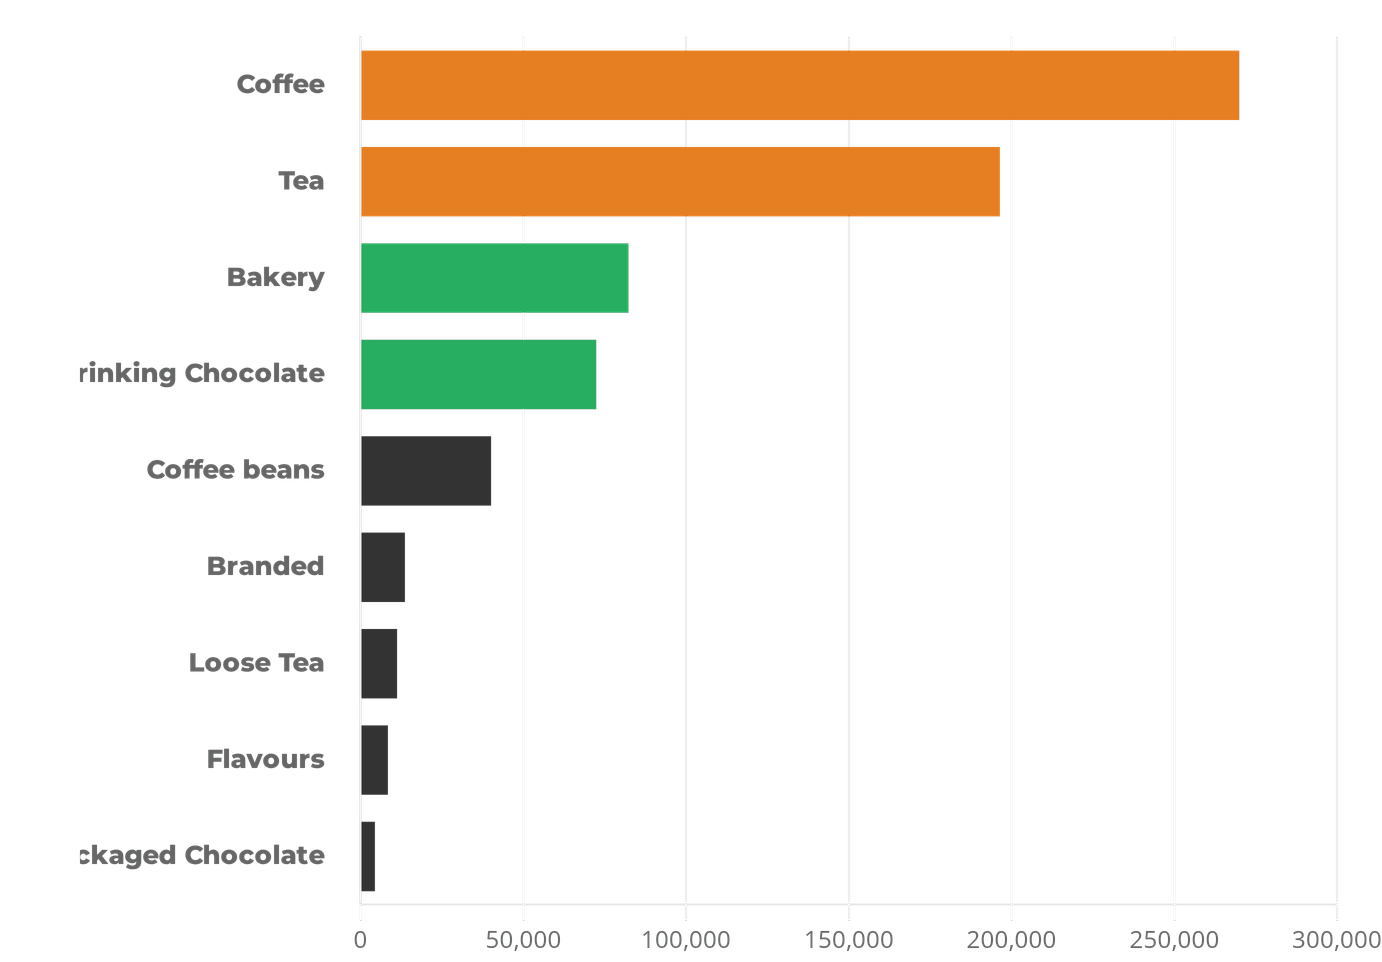 Coffee
Tea
Bakery
rinking Chocolate
Coffee beans
Branded
Loose Tea
Flavours
ckaged Chocolate
0 50,000 100,000 150,000 200,000 250,000 300,000